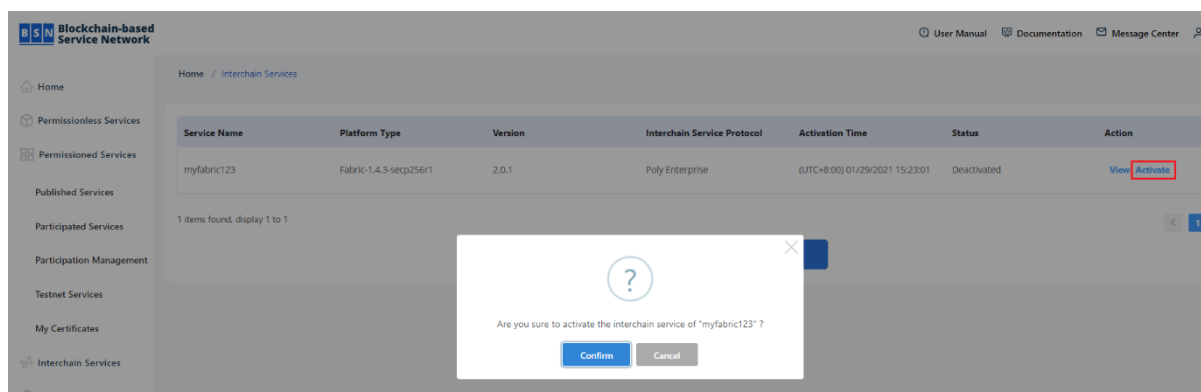 BSN Blockchain-based
Service Network
User Manual Documentation Message Center
Home / Interchain Services
Home
Permissionless Services
Permissioned Services
Published Services
Participated Services
Participation Management
Testnet Services
My Certificates
Interchain Services
Service Name Platform Type Version Interchain Service Protocol Activation Time Status Action
myfabric123 Fabric-1.4.3-secp256r1 2.0.1 Poly Enterprise (UTC+8:00) 01/29/2021 15:23:01 Deactivated View Activate
1 items found, display 1 to 1
< 1
?
Are you sure to activate the interchain service of "myfabric123" ?
Confirm Cancel